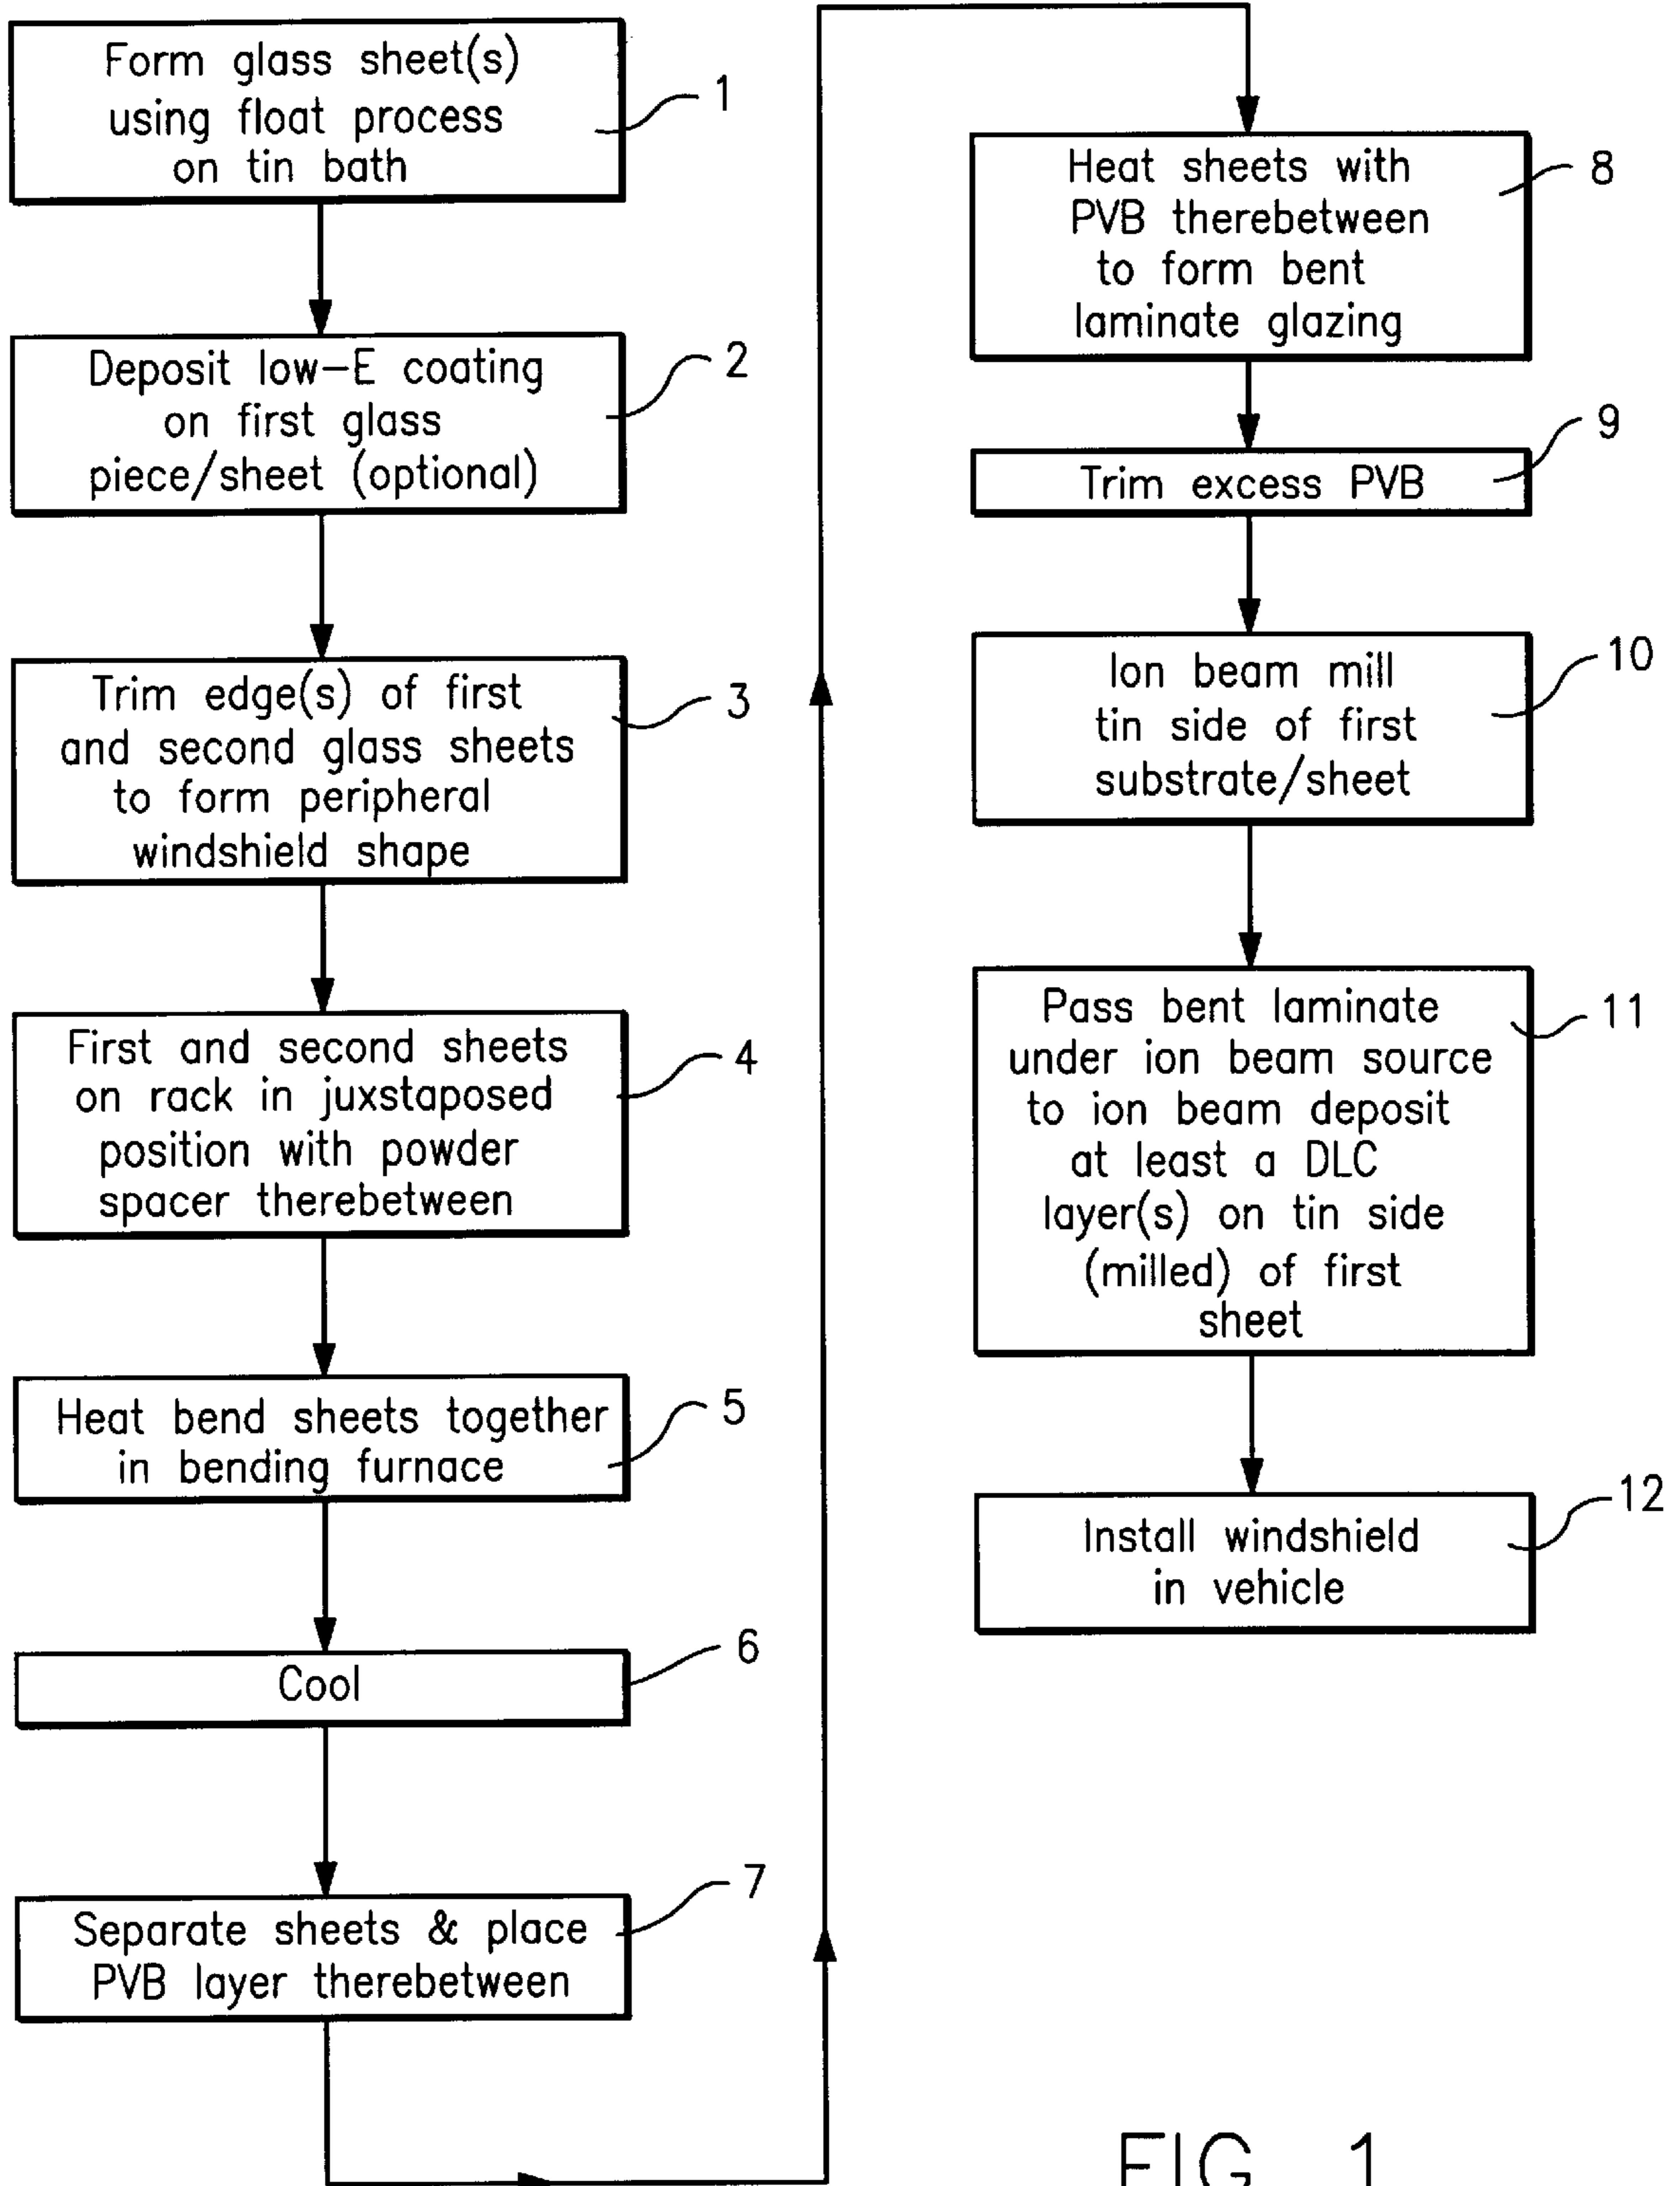 Form glass sheet(s)
using float process
on tin bath
1
Deposit low-E coating
on first glass
piece/sheet (optional)
2
Trim edge(s) of first
and second glass sheets
to form peripheral
windshield shape
3
First and second sheets
on rack in juxstaposed
position with powder
spacer therebetween
4
Heat bend sheets together
in bending furnace
5
Cool
6
Separate sheets & place
PVB layer therebetween
7
Heat sheets with
PVB therebetween
to form bent
laminate glazing
8
Trim excess PVB
9
Ion beam mill
tin side of first
substrate/sheet
10
Pass bent laminate
under ion beam source
to ion beam deposit
at least a DLC
layer(s) on tin side
(milled) of first
sheet
11
Install windshield
in vehicle
12
FIG. 1